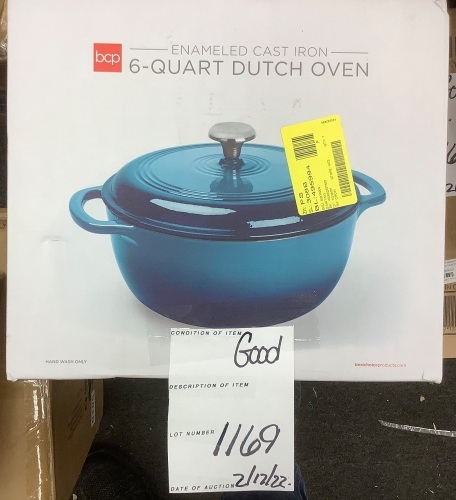 bcp
ENAMELED CAST IRON
6-QUART DUTCH OVEN
HAND WASH ONLY
CONDITION OF ITEM
Good
DESCRIPTION OF ITEM
LOT NUMBER 1169
DATE OF AUCTION 2/12/22